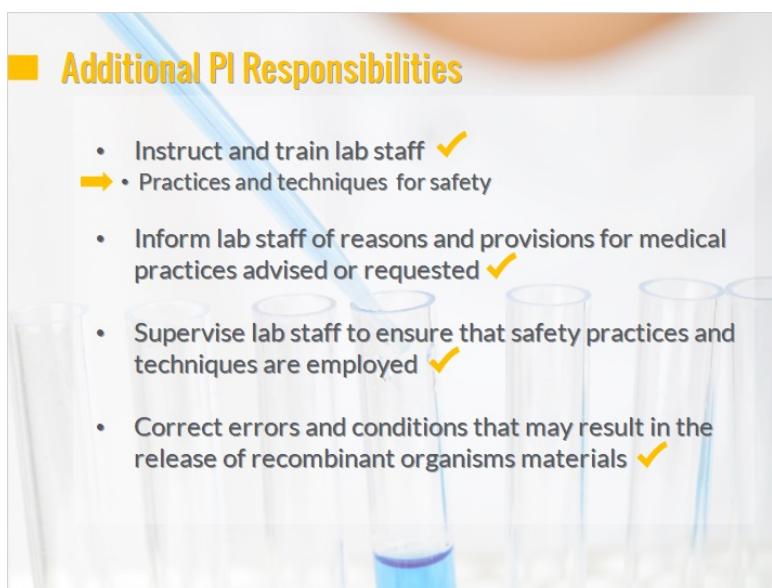 Additional PI Responsibilities
• Instruct and train lab staff
• Practices and techniques for safety
• Inform lab staff of reasons and provisions for medical
practices advised or requested
• Supervise lab staff to ensure that safety practices and
techniques are employed
• Correct errors and conditions that may result in the
release of recombinant organisms materials